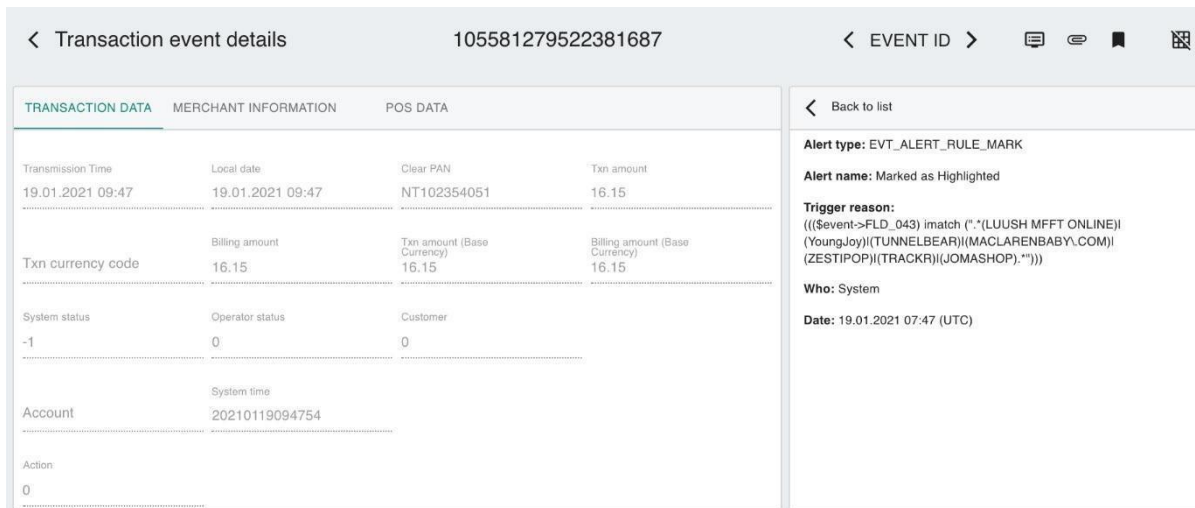 Transaction event details
105581279522381687
EVENT ID
TRANSACTION DATA
MERCHANT INFORMATION
POS DATA
Transmission Time
19.01.2021 09:47
Local date
19.01.2021 09:47
Clear PAN
NT102354051
Txn amount
16.15
Txn currency code
Billing amount
16.15
Txn amount (Base
Currency)
16.15
Billing amount (Base
Currency)
16.15
System status
-1
Operator status
0
Customer
0
Account
System time
20210119094754
Action
0
Back to list
Alert type: EVT_ALERT_RULE_MARK
Alert name: Marked as Highlighted
Trigger reason:
((($event->FLD_043) imatch (".*(LUUSH MFFT ONLINE)|
(YoungJoy)|(TUNNELBEAR)|(MACLARENBABY\.COM)|
(ZESTIPOP)|(TRACKR)|(JOMASHOP).*")))
Who: System
Date: 19.01.2021 07:47 (UTC)